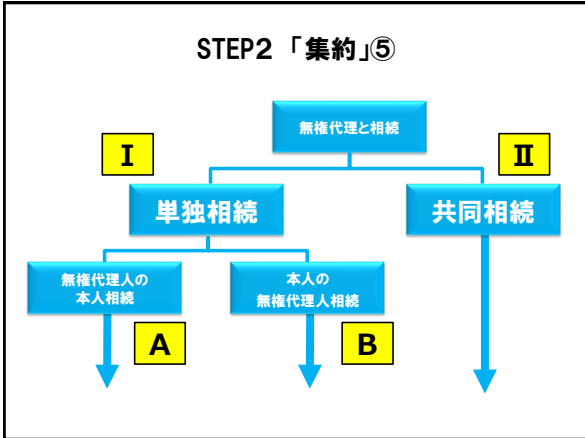 STEP2 「集約」⑤
無権代理と相続
Ⅰ
Ⅱ
単独相続
共同相続
無権代理人の
本人相続
本人の
無権代理人相続
A
B